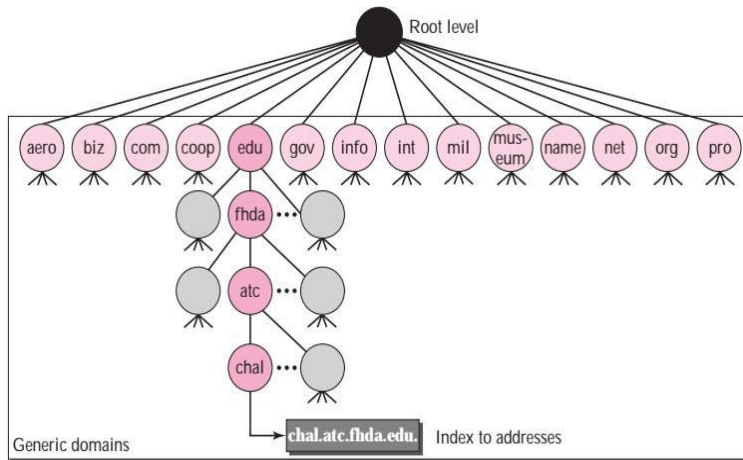 Root level
aero biz com coop edu gov info int mil mus-
eum name net org pro
fhda
atc
chal
chal.atc.fhda.edu.
Index to addresses
Generic domains